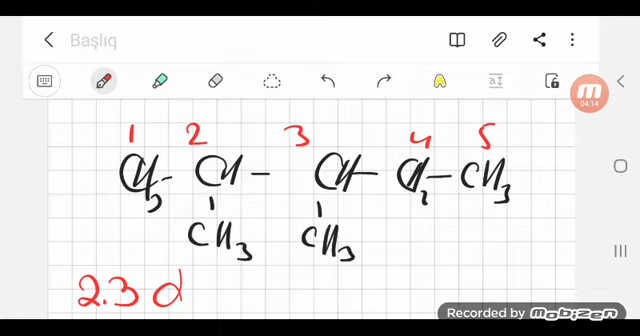 Başlıq
04:14
1 2 3 4 5
CH3 - CH - CH - CH2 - CH3
CH3 CH3
2.3 d
Recorded by mobizen